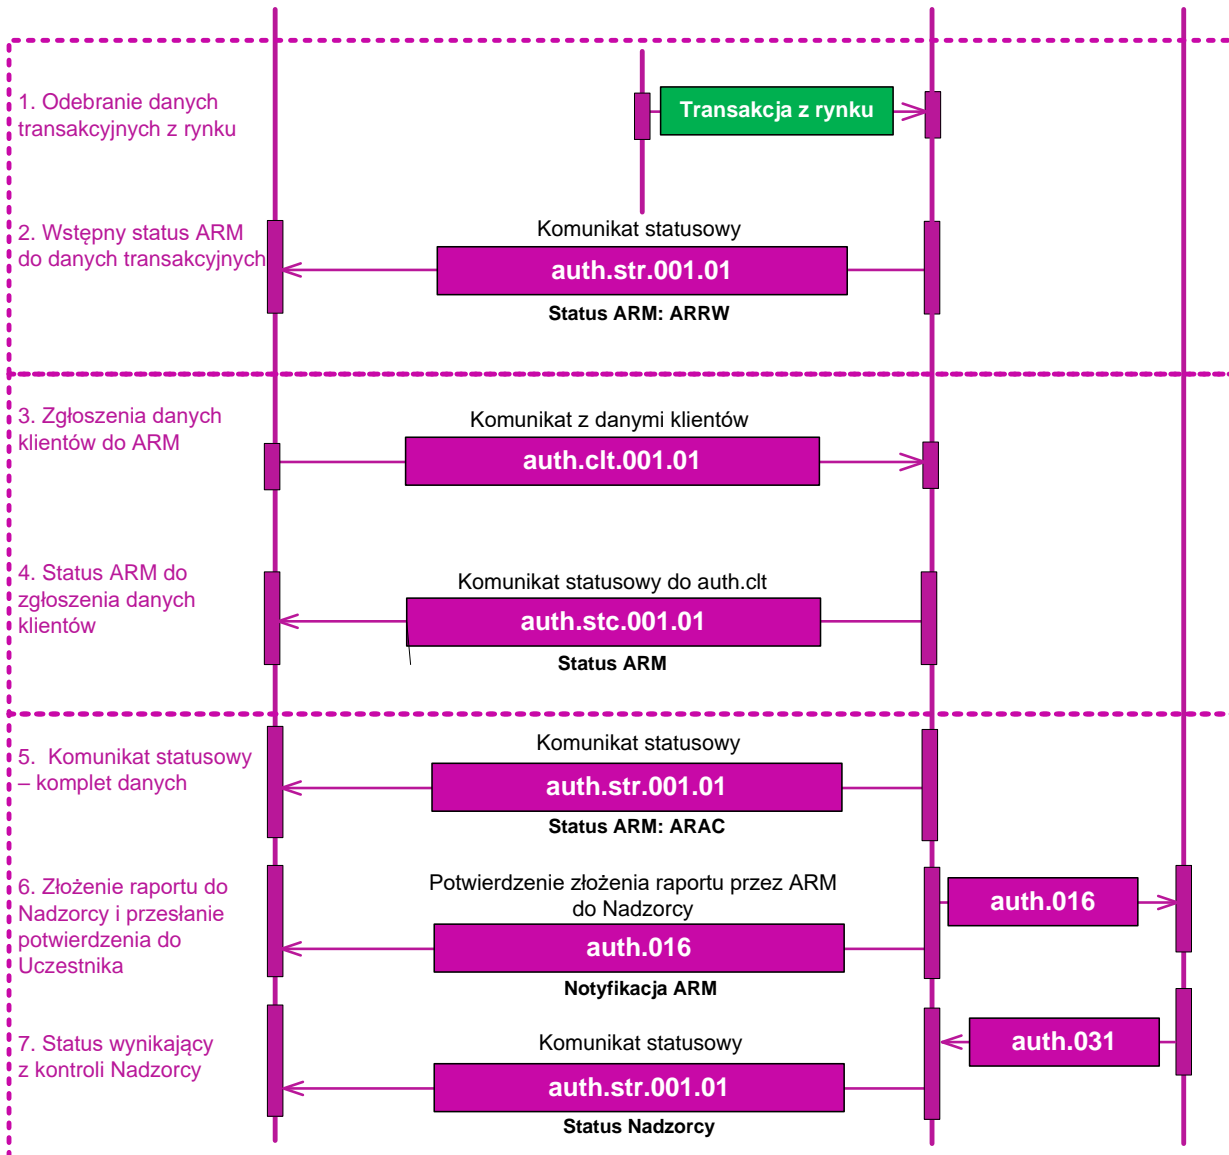 1. Odebranie danych
transakcyjnych z rynku
Transakcja z rynku
2. Wstępny status ARM
do danych transakcyjnych
Komunikat statusowy
auth.str.001.01
Status ARM: ARRW
3. Zgłoszenia danych
klientów do ARM
Komunikat z danymi klientów
auth.clt.001.01
4. Status ARM do
zgłoszenia danych
klientów
Komunikat statusowy do auth.clt
auth.stc.001.01
Status ARM
5.  Komunikat statusowy
– komplet danych
Komunikat statusowy
auth.str.001.01
Status ARM: ARAC
6. Złożenie raportu do
Nadzorcy i przesłanie
potwierdzenia do
Uczestnika
Potwierdzenie złożenia raportu przez ARM
do Nadzorcy
auth.016
Notyfikacja ARM
auth.016
7. Status wynikający
z kontroli Nadzorcy
Komunikat statusowy
auth.str.001.01
Status Nadzorcy
auth.031